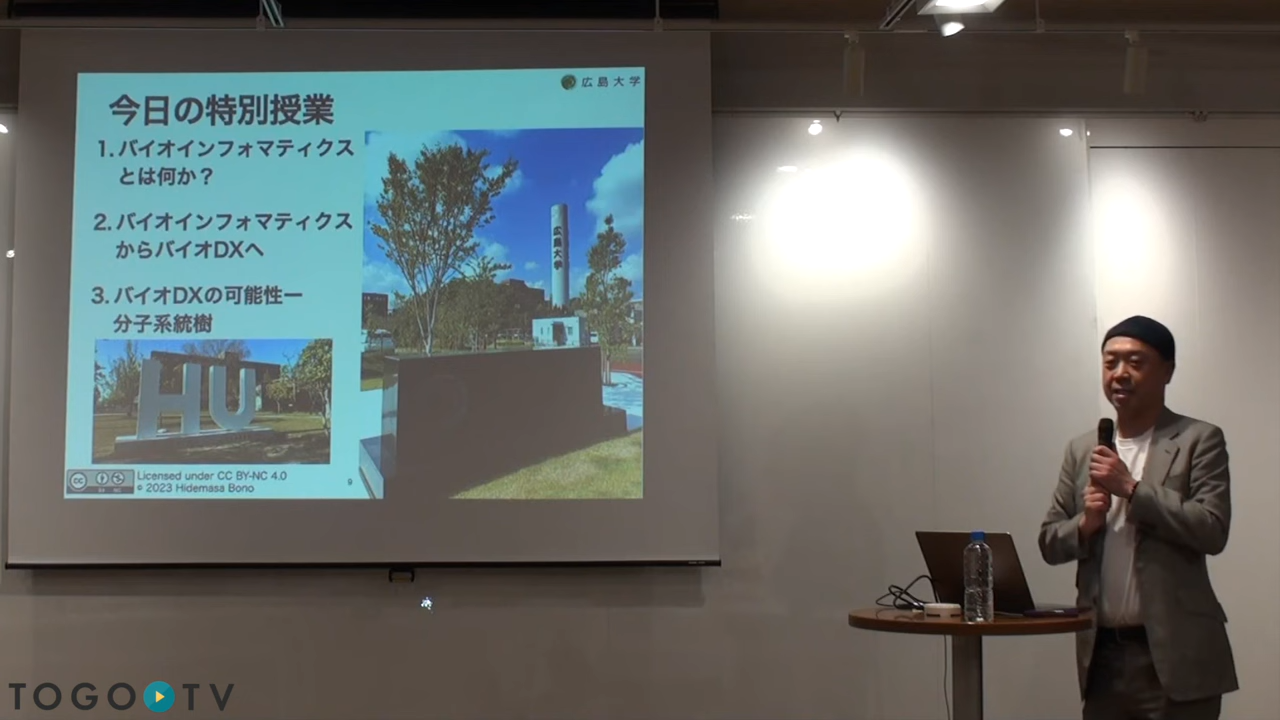 広島大学
今日の特別授業
1. バイオインフォマティクス
とは何か？
2. バイオインフォマティクス
からバイオDXへ
3. バイオDXの可能性ー
分子系統樹
広島大学
HU
Licensed under CC BY-NC 4.0
© 2023 Hidemasa Bono
9
TOGO TV